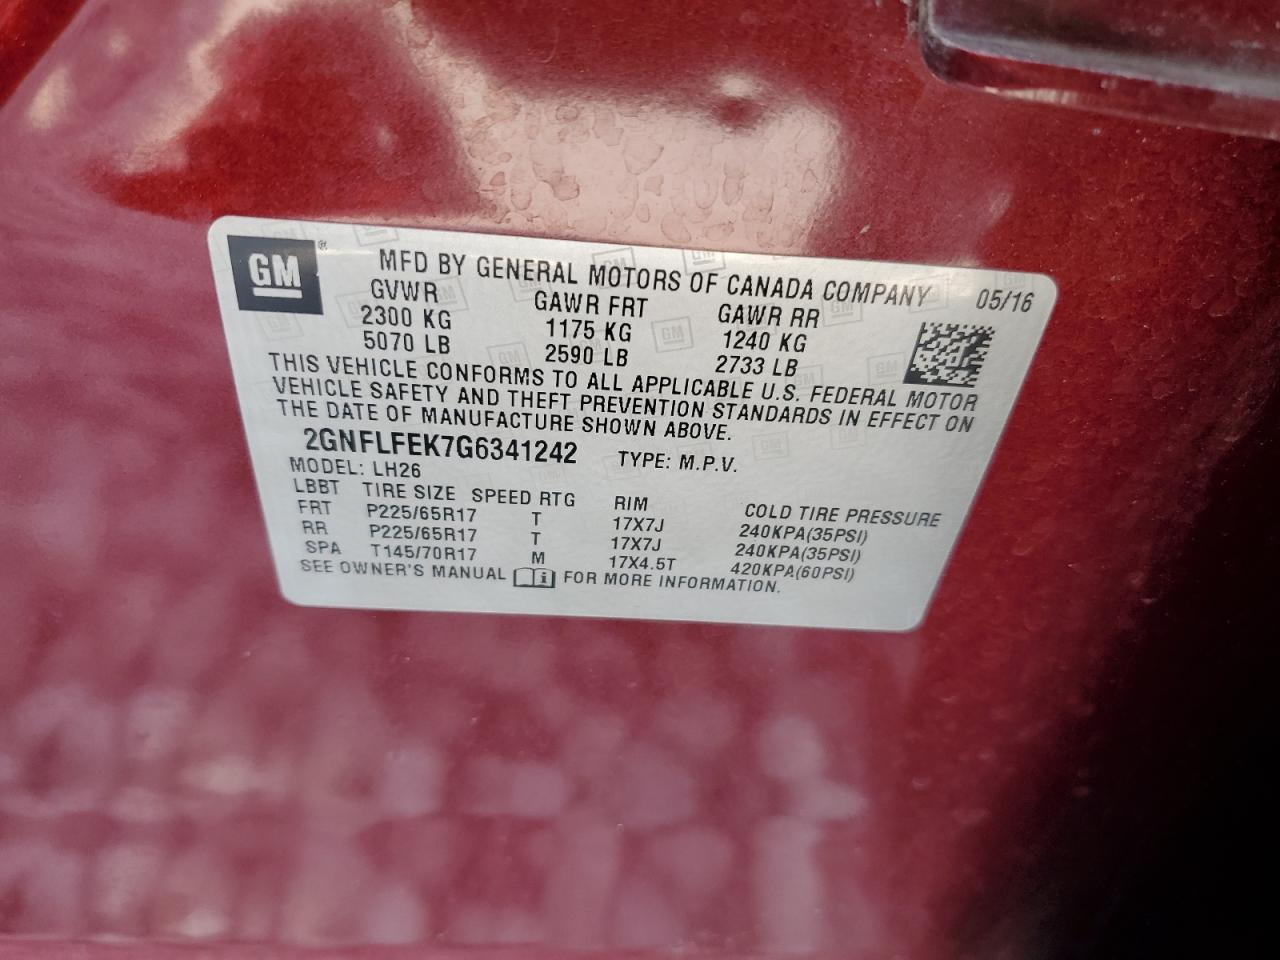 GM ® MFD BY GENERAL MOTORS OF CANADA COMPANY 05/16
GVWR GAWR FRT GAWR RR
2300 KG 1175 KG 1240 KG
5070 LB 2590 LB 2733 LB
THIS VEHICLE CONFORMS TO ALL APPLICABLE U.S. FEDERAL MOTOR
VEHICLE SAFETY AND THEFT PREVENTION STANDARDS IN EFFECT ON
THE DATE OF MANUFACTURE SHOWN ABOVE.
2GNFLFEK7G6341242 TYPE: M.P.V.
MODEL: LH26
LBBT TIRE SIZE SPEED RTG RIM COLD TIRE PRESSURE
FRT P225/65R17 T 17X7J 240KPA(35PSI)
RR P225/65R17 T 17X7J 240KPA(35PSI)
SPA T145/70R17 M 17X4.5T 420KPA(60PSI)
SEE OWNER'S MANUAL FOR MORE INFORMATION.